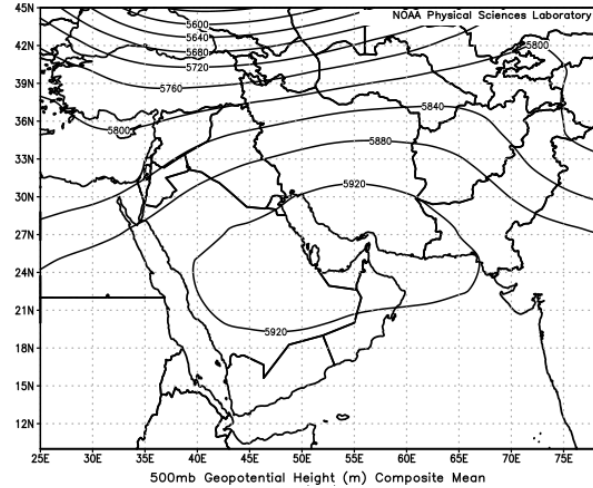 45N
NOAA Physical Sciences Laboratory
5600
5640
5680
5720
5760
5800
5800
5840
5880
5920
5920
42N
39N
36N
33N
30N
27N
24N
21N
18N
15N
12N
25E 30E 35E 40E 45E 50E 55E 60E 65E 70E 75E
500mb Geopotential Height (m) Composite Mean